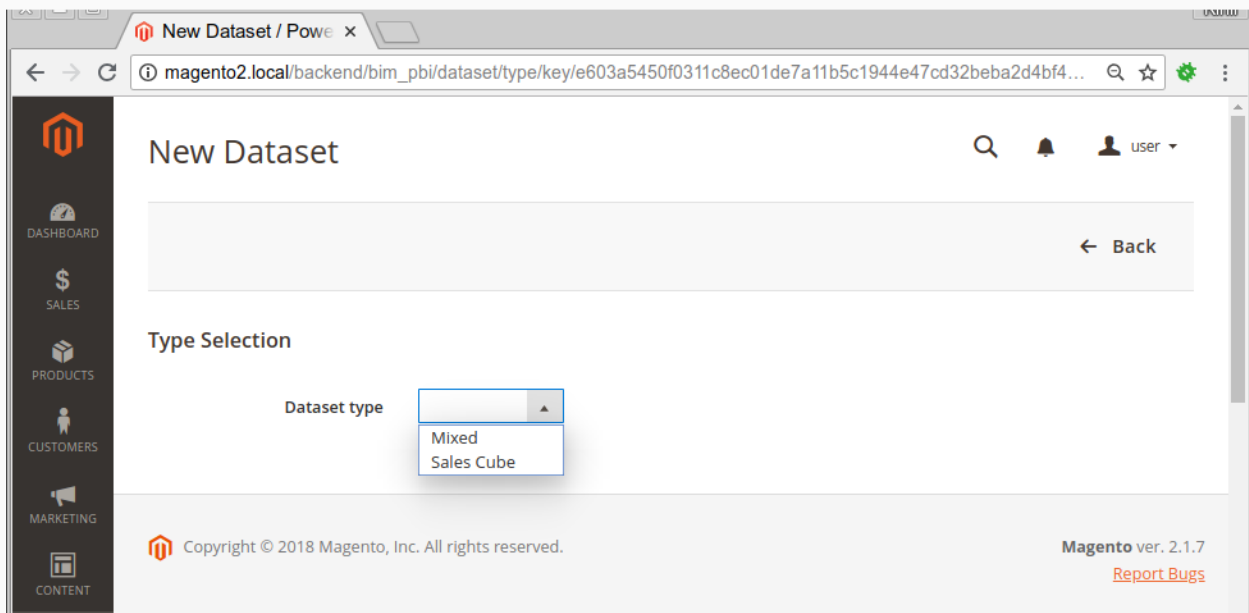 New Dataset / Powe
magento2.local/backend/bim_pbi/dataset/type/key/e603a5450f0311c8ec01de7a11b5c1944e47cd32beba2d4bf4...
New Dataset
user
DASHBOARD
Back
SALES
Type Selection
PRODUCTS
Dataset type
CUSTOMERS
Mixed
Sales Cube
MARKETING
Copyright © 2018 Magento, Inc. All rights reserved.
Magento ver. 2.1.7
Report Bugs
CONTENT